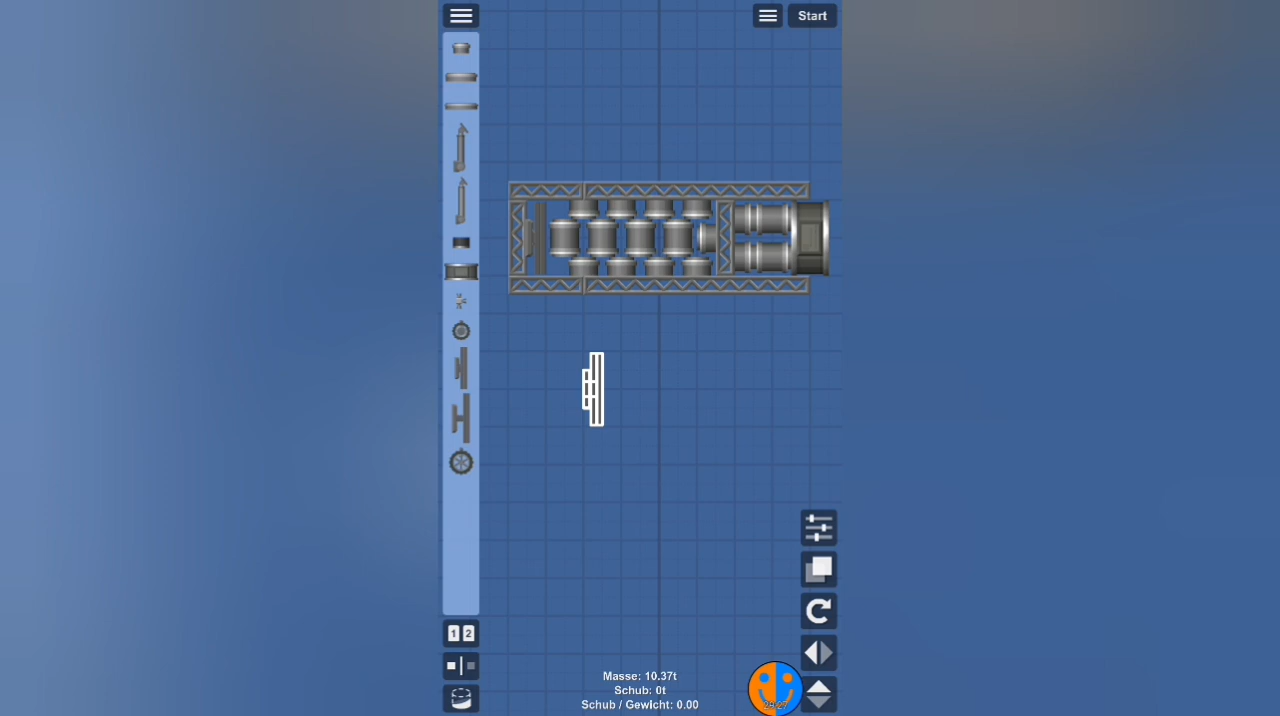 Start
1 2
Masse: 10.37t
Schub: 0t
Schub / Gewicht: 0.00